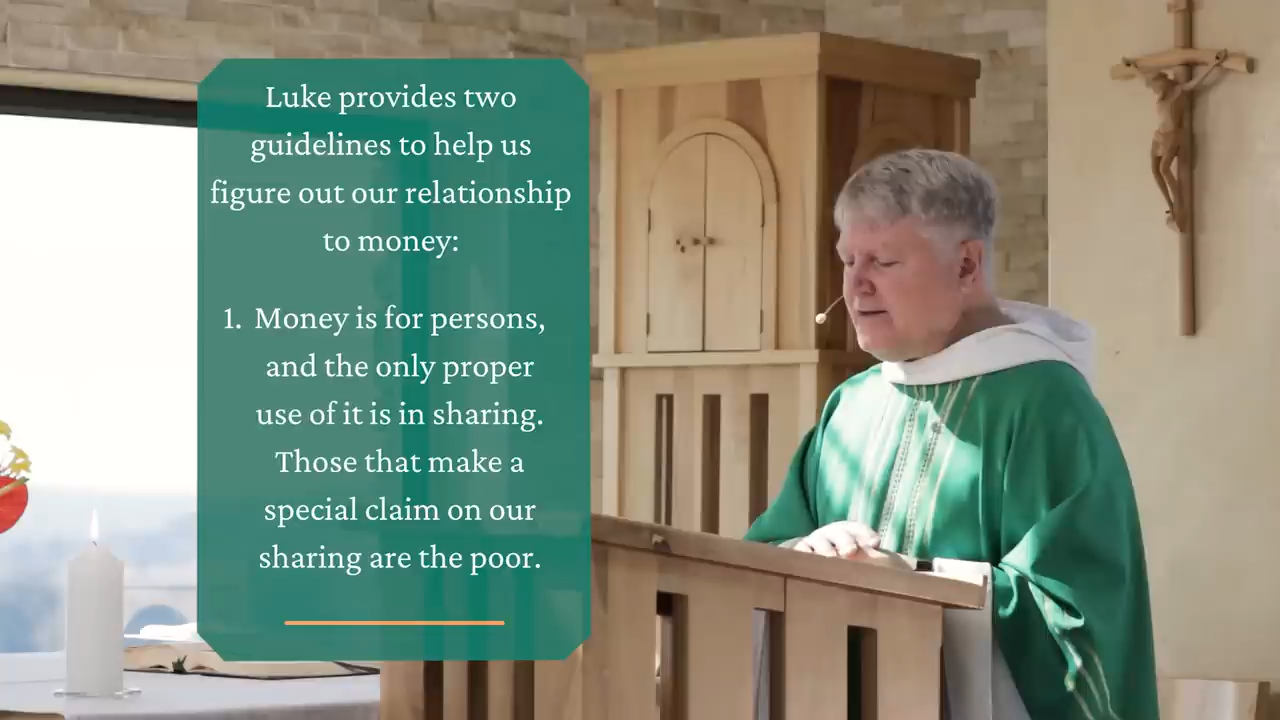 Luke provides two
guidelines to help us
figure out our relationship
to money:
1. Money is for persons,
and the only proper
use of it is in sharing.
Those that make a
special claim on our
sharing are the poor.